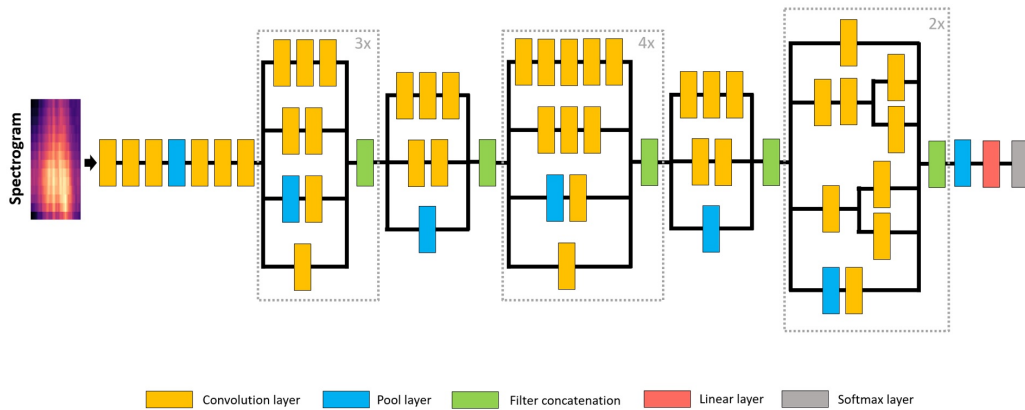 3x
4x
2x
Spectrogram
Convolution layer
Pool layer
Filter concatenation
Linear layer
Softmax layer